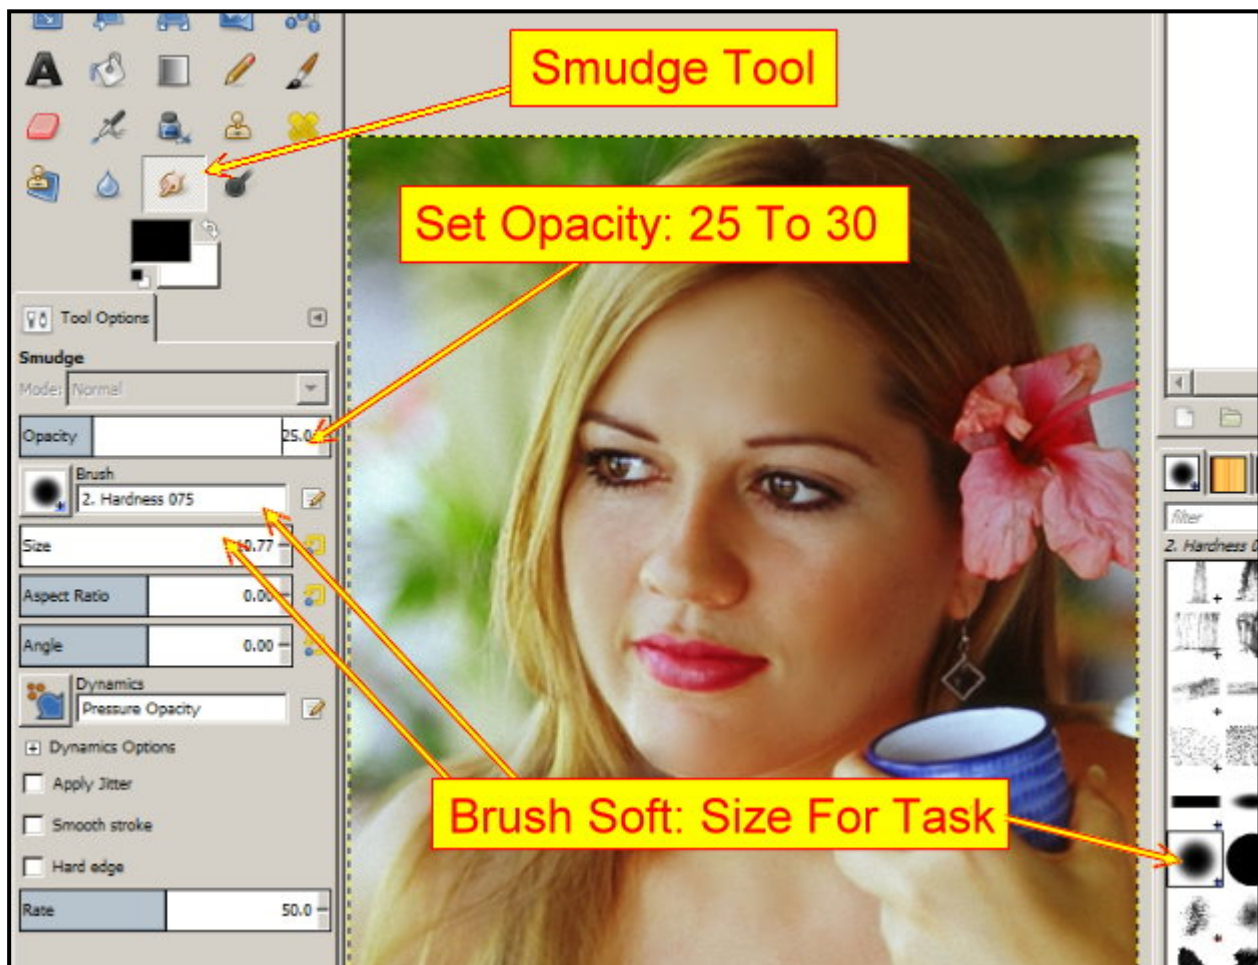 Smudge Tool
Set Opacity: 25 To 30
Tool Options
Smudge
Mode: Normal
Opacity 25.0
Brush
2. Hardness 075
Size
Aspect Ratio 0.00
Angle 0.00
Dynamics
Pressure Opacity
Dynamics Options
Apply Jitter
Smooth stroke
Hard edge
Rate 50.0
Brush Soft: Size For Task
filter
2. Hardness 0